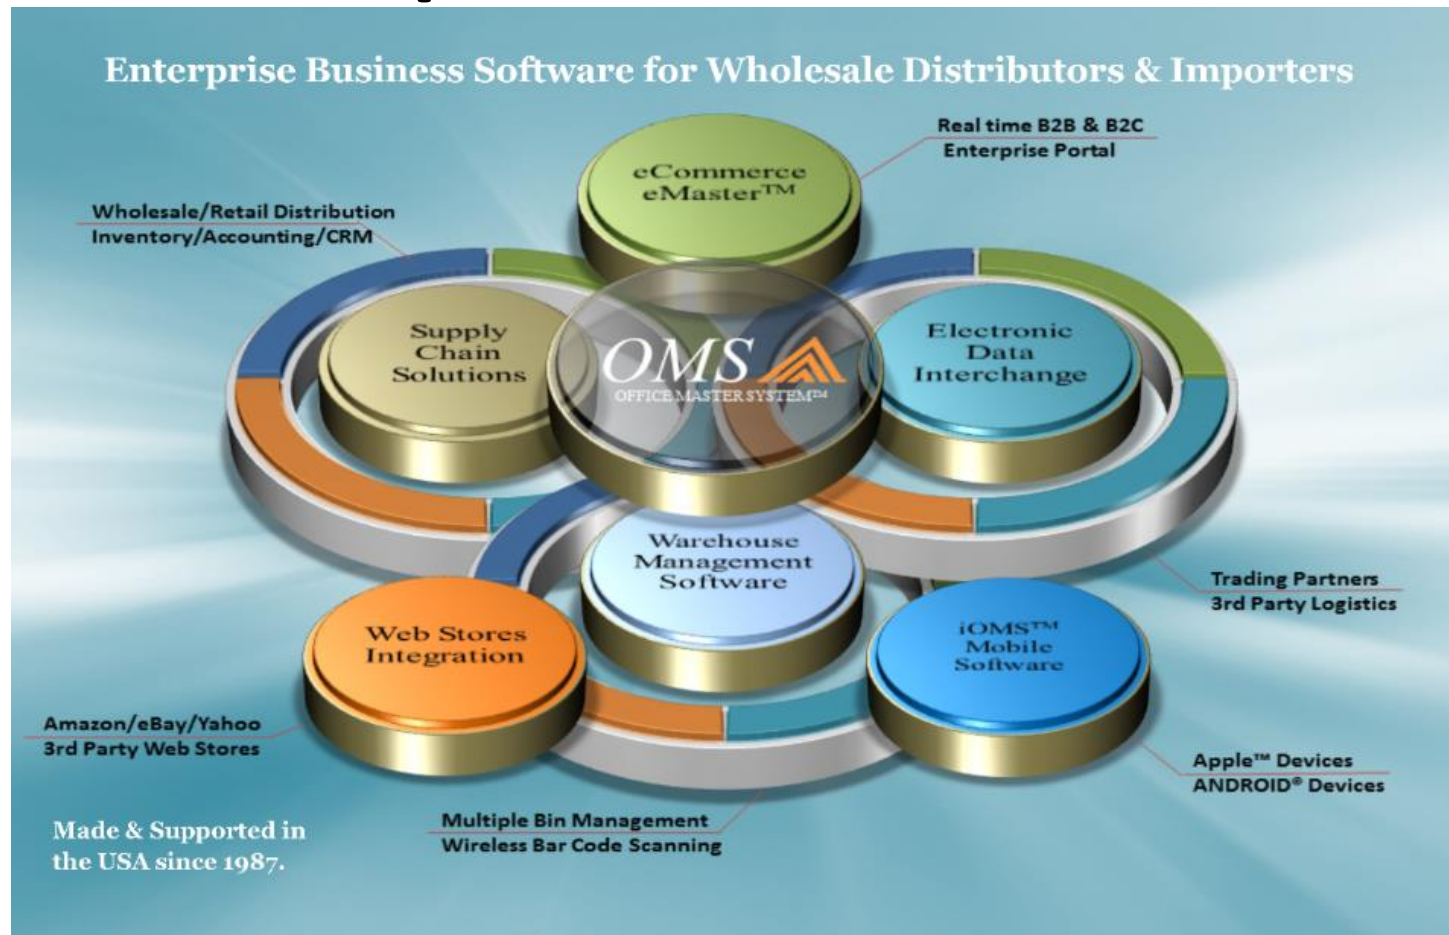 Enterprise Business Software for Wholesale Distributors & Importers
Real time B2B & B2C
Enterprise Portal
eCommerce
eMaster™
Wholesale/Retail Distribution
Inventory/Accounting/CRM
Supply
Chain
Solutions
OMS
OFFICE MASTER SYSTEM™
Electronic
Data
Interchange
Warehouse
Management
Software
Trading Partners
3rd Party Logistics
Web Stores
Integration
iOMS™
Mobile
Software
Amazon/eBay/Yahoo
3rd Party Web Stores
Apple™ Devices
ANDROID® Devices
Multiple Bin Management
Wireless Bar Code Scanning
Made & Supported in
the USA since 1987.